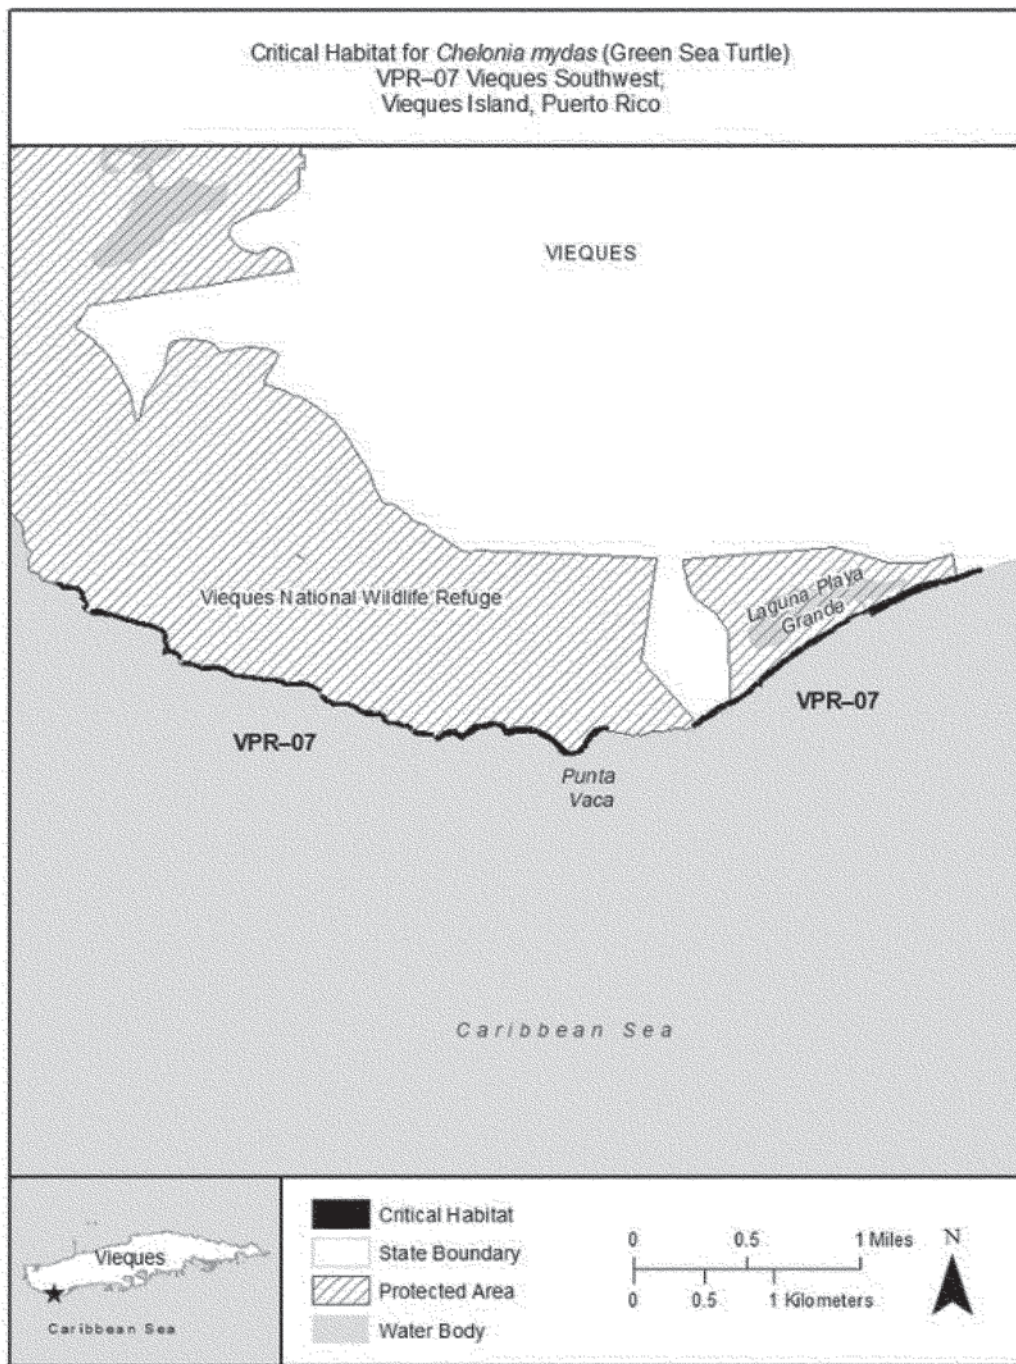 Critical Habitat for Chelonia mydas (Green Sea Turtle)
VPR–07 Vieques Southwest;
Vieques Island, Puerto Rico
VIEQUES
Vieques National Wildlife Refuge
Laguna Playa
Grande
VPR–07
VPR–07
Punta
Vaca
Caribbean Sea
Vieques
Caribbean Sea
Critical Habitat
State Boundary
Protected Area
Water Body
0 0.5 1 Miles
0 0.5 1 Kilometers
N